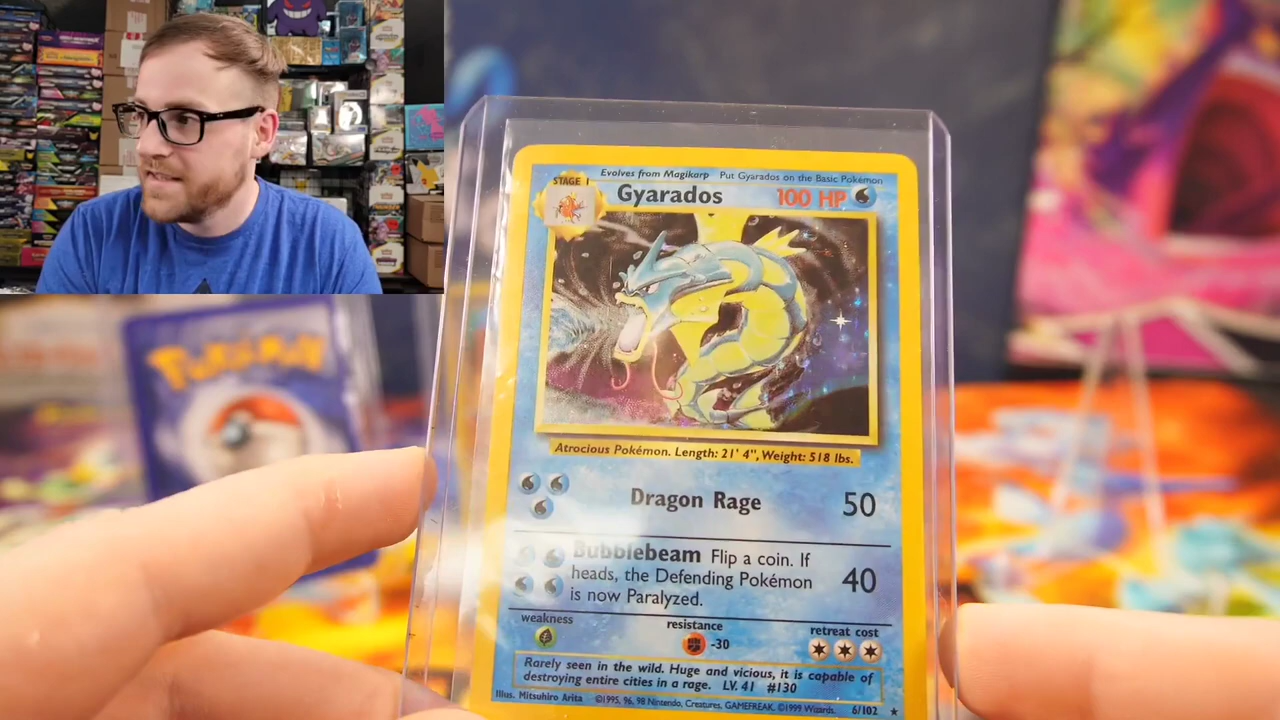 Evolves from Magikarp Put Gyarados on the Basic Pokémon
STAGE 1
Gyarados 100 HP
Atrocious Pokémon. Length: 21' 4", Weight: 518 lbs.
Dragon Rage 50
Bubblebeam Flip a coin. If
heads, the Defending Pokémon 40
is now Paralyzed.
weakness resistance retreat cost
-30
Rarely seen in the wild. Huge and vicious, it is capable of
destroying entire cities in a rage. LV. 41 #130
Illus. Mitsuhiro Arita ©1995, 96, 98 Nintendo, Creatures, GAMEFREAK. ©1999 Wizards. 6/102 ★
Pokémon